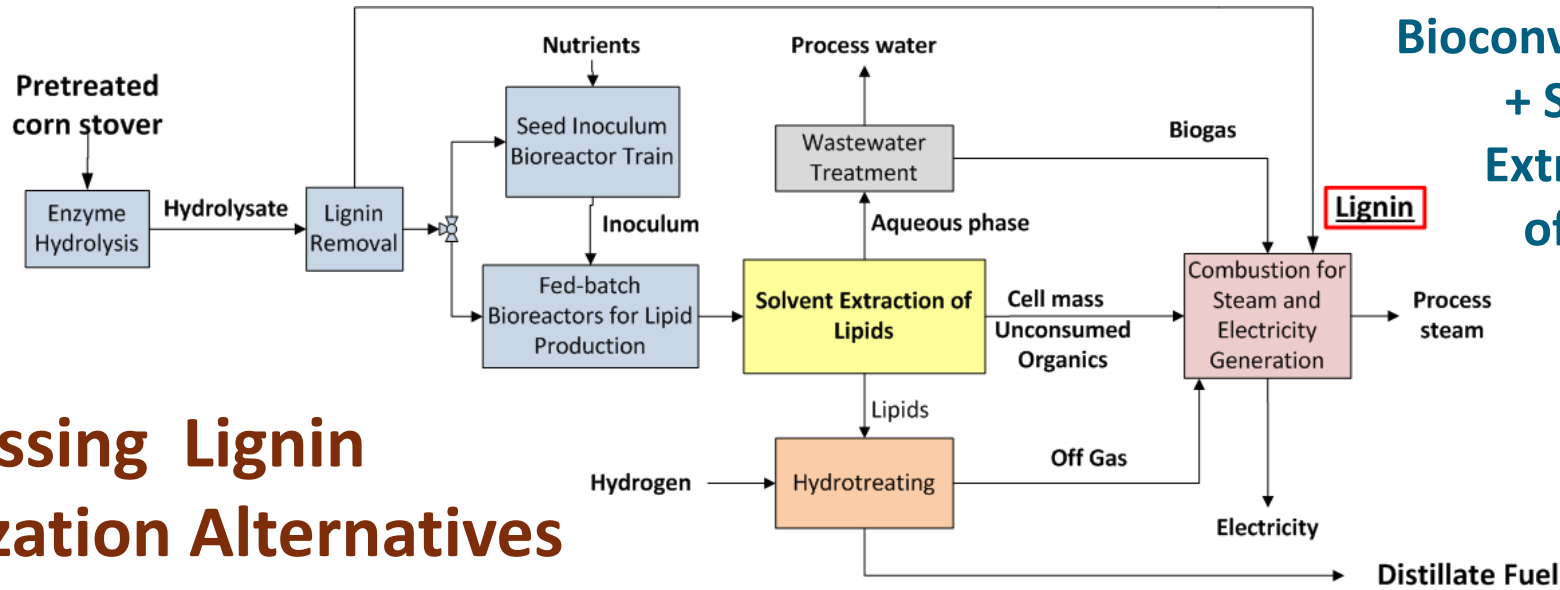 Pretreated
corn stover
Enzyme
Hydrolysis
Hydrolysate
Lignin
Removal
Nutrients
Seed Inoculum
Bioreactor Train
Inoculum
Fed-batch
Bioreactors for Lipid
Production
Process water
Wastewater
Treatment
Biogas
Aqueous phase
Solvent Extraction of
Lipids
Cell mass
Unconsumed
Organics
Lignin
Combustion for
Steam and
Electricity
Generation
Process
steam
Lipids
Hydrogen
Hydrotreating
Off Gas
Electricity
Distillate Fuel
Bioconv
+ S
Extr
of
ssing Lignin
zation Alternatives